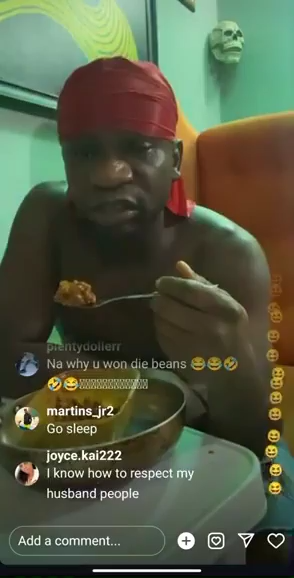 plentydollerr
Na why u won die beans 😂😂🤣
🤣😂
martins_jr2
Go sleep
joyce.kai222
I know how to respect my
husband people
Add a comment...